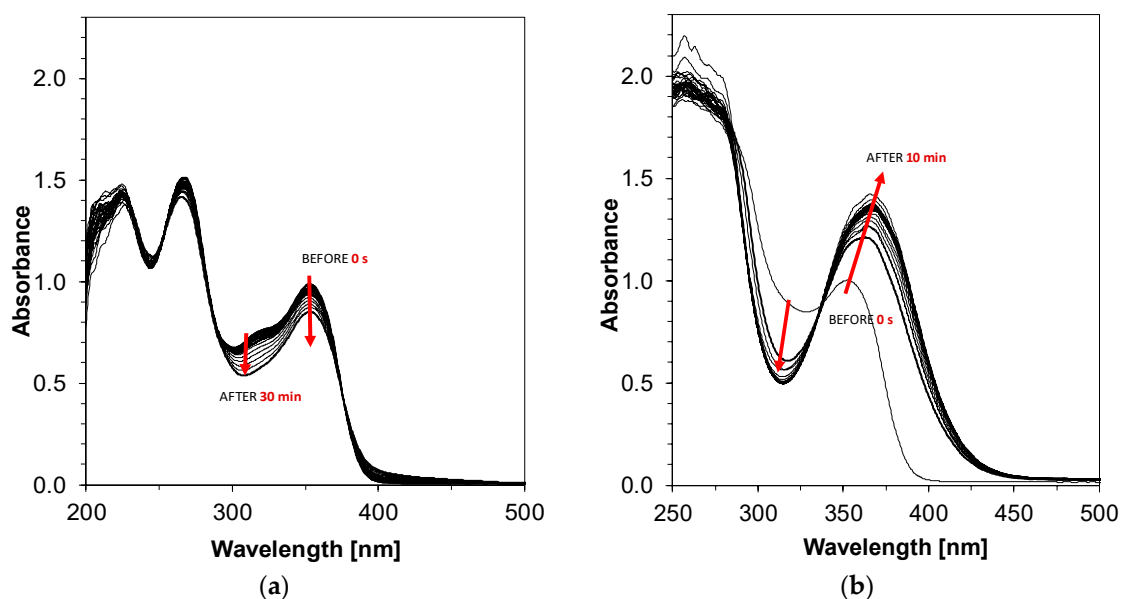 2.0
1.5
1.0
0.5
0.0
Absorbance
BEFORE 0 s
AFTER 30 min
200
300
400
500
Wavelength [nm]
(a)
2.0
1.5
1.0
0.5
0.0
Absorbance
AFTER 10 min
BEFORE 0 s
250
300
350
400
450
500
Wavelength [nm]
(b)